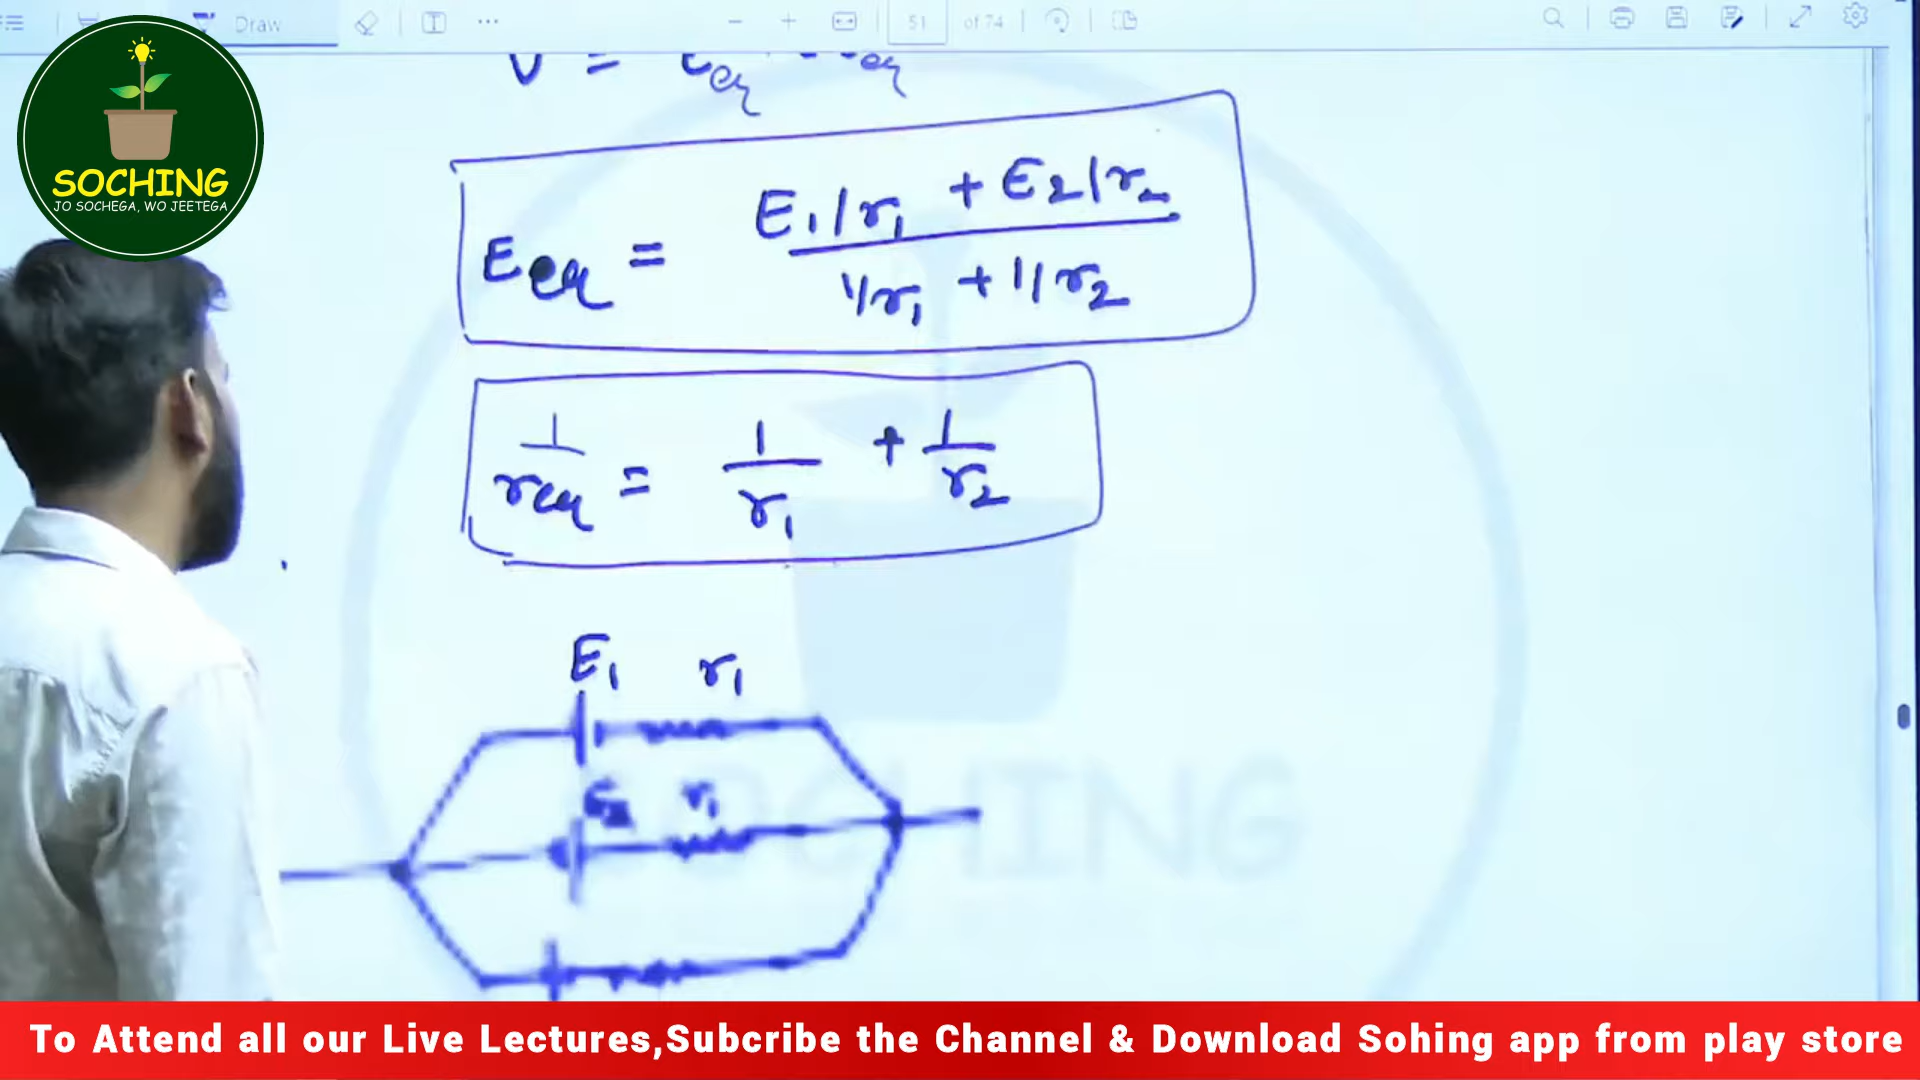 Draw
51 of 74
V = Eeq
Eeq = E1/r1 + E2/r2
1/r1 + 1/r2
1/req = 1/r1 + 1/r2
E1 r1
E2 r1
SOCHING
JO SOCHEGA, WO JEETEGA
To Attend all our Live Lectures,Subcribe the Channel & Download Sohing app from play store